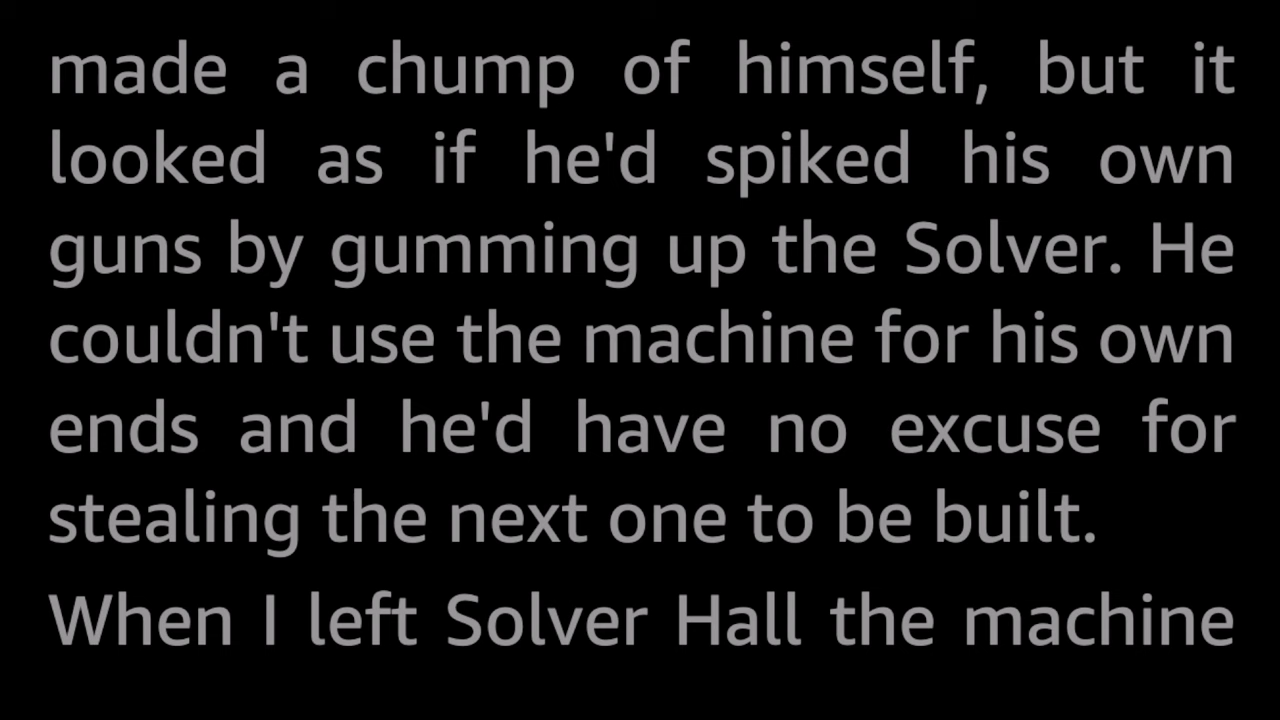 made a chump of himself, but it
looked as if he'd spiked his own
guns by gumming up the Solver. He
couldn't use the machine for his own
ends and he'd have no excuse for
stealing the next one to be built.
When I left Solver Hall the machine